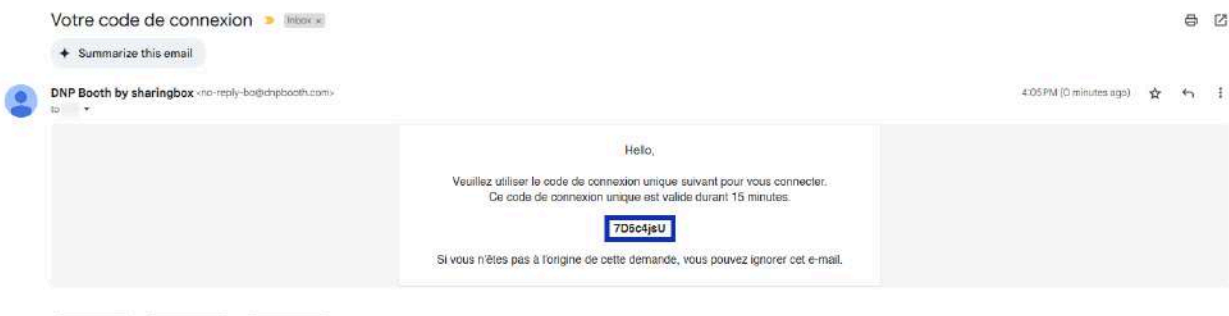 Votre code de connexion
Inbox x
Summarize this email
DNP Booth by sharingbox <no-reply-bo@dnpbooth.com>
4:05 PM (0 minutes ago)
to
Hello,
Veuillez utiliser le code de connexion unique suivant pour vous connecter.
Ce code de connexion unique est valide durant 15 minutes.
7D5c4jsU
Si vous n'êtes pas à l'origine de cette demande, vous pouvez ignorer cet e-mail.